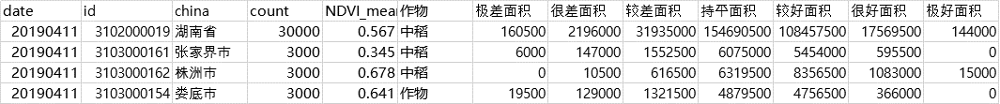 date id china count NDVI_mea 作物 极差面积 很差面积 较差面积 持平面积 较好面积 很好面积 极好面积
20190411 3102000019 湖南省 30000 0.567 中稻 160500 2196000 31935000 154690500 108457500 17569500 144000
20190411 3103000161 张家界市 3000 0.345 中稻 6000 147000 1552500 6075000 5454000 595500 0
20190411 3103000162 株洲市 3000 0.678 中稻 0 10500 616500 6319500 8356500 1083000 15000
20190411 3103000154 娄底市 3000 0.641 作物 19500 129000 1321500 4879500 4756500 366000 0